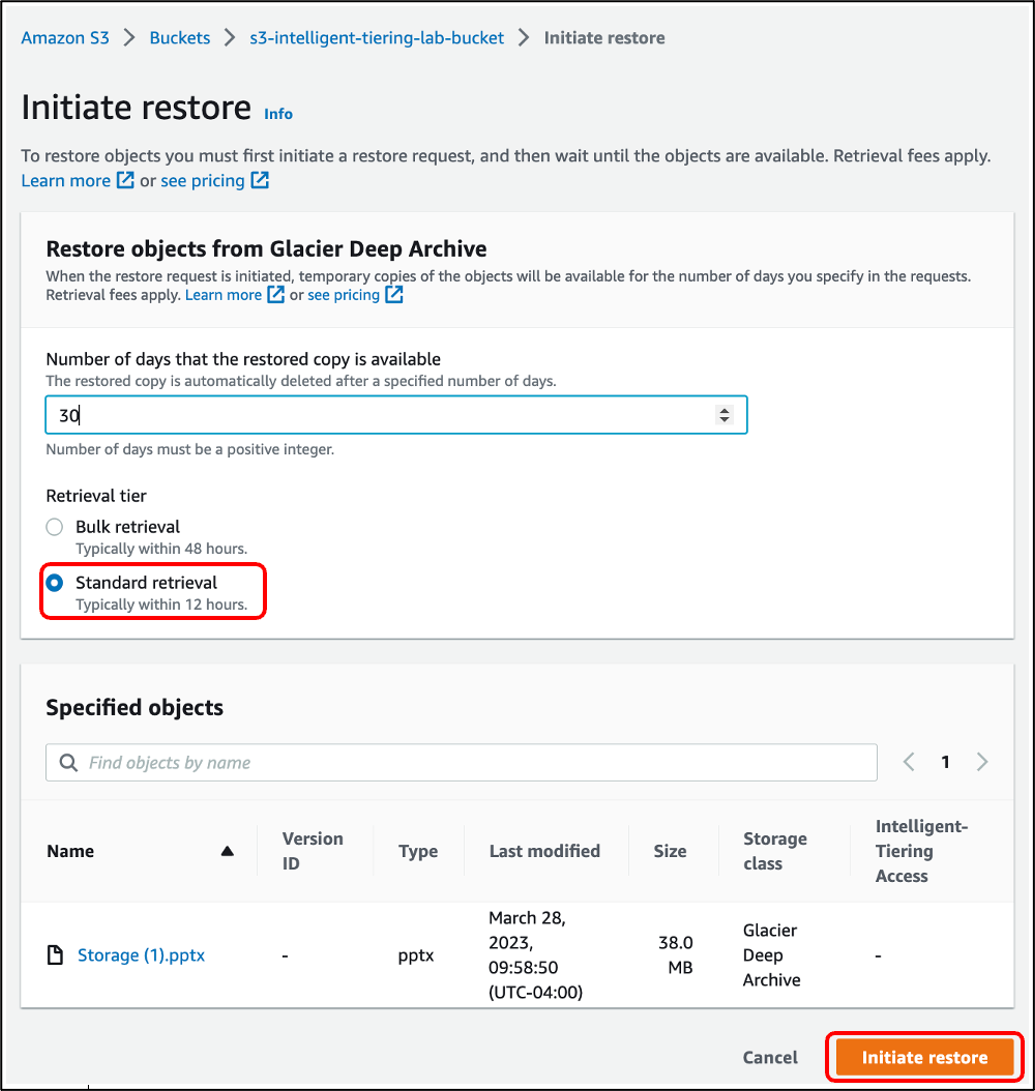 Amazon S3 > Buckets > s3-intelligent-tiering-lab-bucket > Initiate restore
Initiate restore Info
To restore objects you must first initiate a restore request, and then wait until the objects are available. Retrieval fees apply.
Learn more or see pricing
Restore objects from Glacier Deep Archive
When the restore request is initiated, temporary copies of the objects will be available for the number of days you specify in the requests.
Retrieval fees apply. Learn more or see pricing
Number of days that the restored copy is available
The restored copy is automatically deleted after a specified number of days.
30
Number of days must be a positive integer.
Retrieval tier
Bulk retrieval
Typically within 48 hours.
Standard retrieval
Typically within 12 hours.
Specified objects
Find objects by name
< 1 >
Name
Version
ID
Type
Last modified
Size
Storage
class
Intelligent-
Tiering
Access
Storage (1).pptx
-
pptx
March 28,
2023,
09:58:50
(UTC-04:00)
38.0
MB
Glacier
Deep
Archive
-
Cancel
Initiate restore